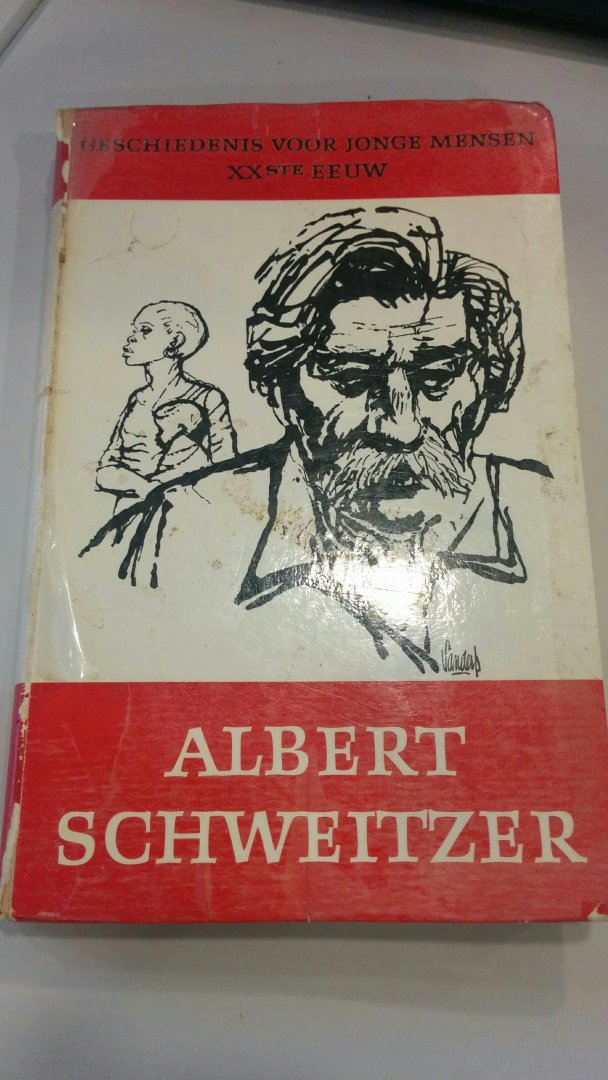 GESCHIEDENIS VOOR JONGE MENSEN
XXSTE EEUW
ALBERT
SCHWEITZER